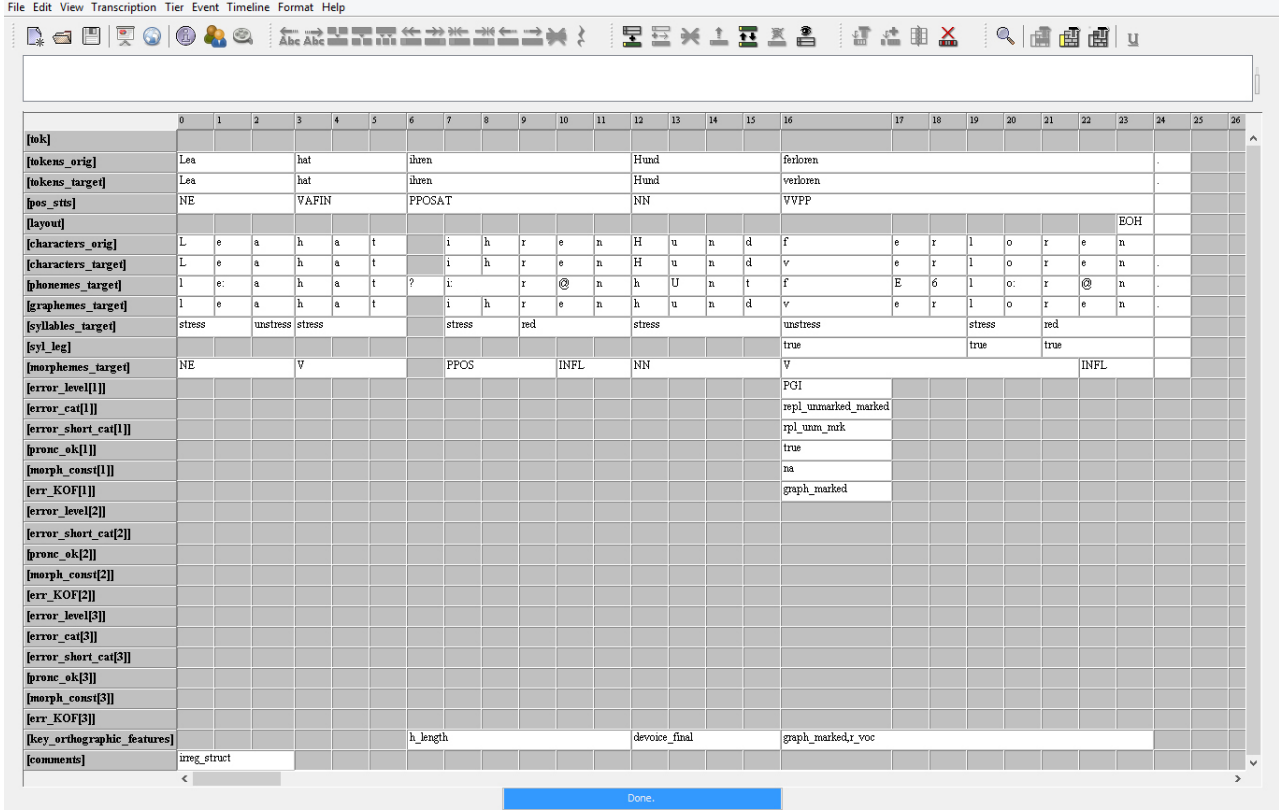 File Edit View Transcription Tier Event Timeline Format Help
Abc Abc
0 1 2 3 4 5 6 7 8 9 10 11 12 13 14 15 16 17 18 19 20 21 22 23 24 25 26
[tok]
[tokens_orig] Lea hat ihren Hund ferloren .
[tokens_target] Lea hat ihren Hund verloren .
[pos_stts] NE VAFIN PPOSAT NN VVPP
[layout] EOH
[characters_orig] L e a h a t i h r e n H u n d f e r l o r e n
[characters_target] L e a h a t i h r e n H u n d v e r l o r e n .
[phonemes_target] l e: a h a t ? i: r @ n h U n t f E 6 l o: r @ n .
[graphemes_target] l e a h a t i h r e n h u n d v e r l o r e n .
[syllables_target] stress unstress stress stress red stress unstress stress red
[syl_leg] true true true
[morphemes_target] NE V PPOS INFL NN V INFL
[error_level[1]] PGI
[error_cat[1]] repl_unmarked_marked
[error_short_cat[1]] rpl_unm_mrk
[pronc_ok[1]] true
[morph_const[1]] na
[err_KOF[1]] graph_marked
[error_level[2]]
[error_short_cat[2]]
[pronc_ok[2]]
[morph_const[2]]
[err_KOF[2]]
[error_level[3]]
[error_cat[3]]
[error_short_cat[3]]
[pronc_ok[3]]
[morph_const[3]]
[err_KOF[3]]
[key_orthographic_features] h_length devoice_final graph_marked,r_voc
[comments] irreg_struct
Done.